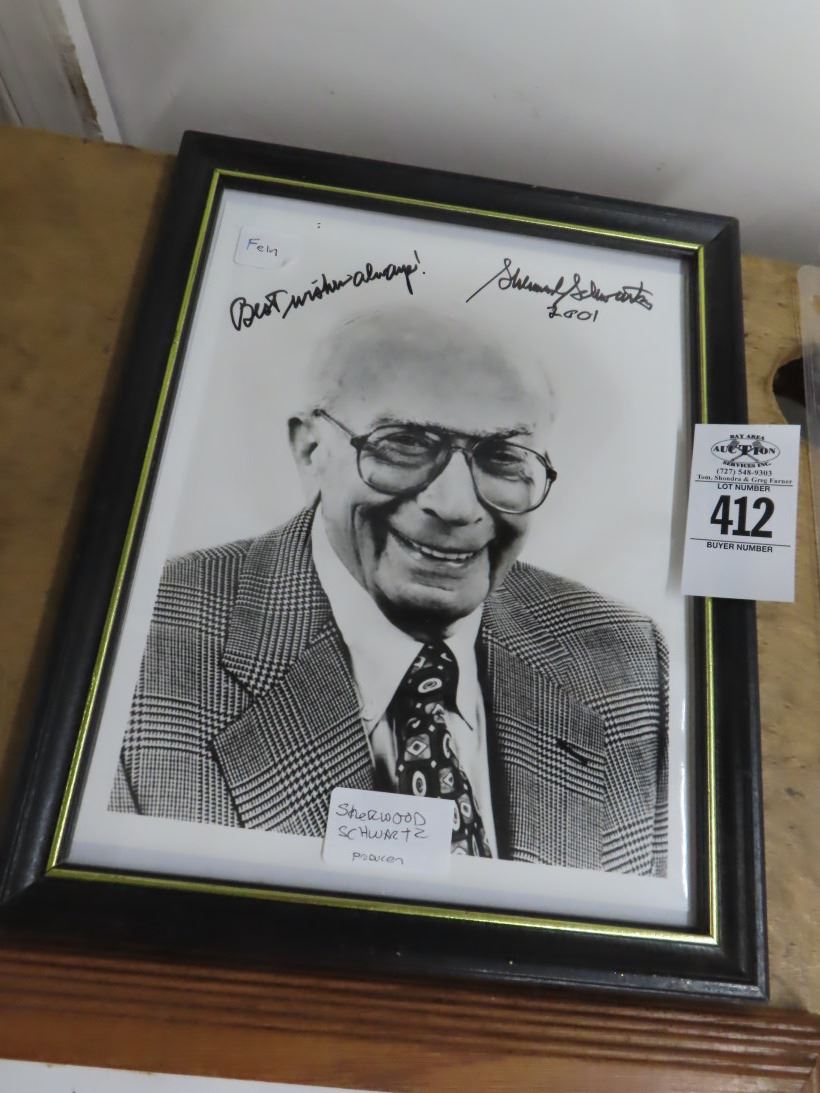 Fein
Best wishes always!
Sherwood Schwartz
2001
BAY AREA
AUCTION
SERVICES INC.
(727) 548-9303
Tom, Shondra & Greg Farner
LOT NUMBER
412
BUYER NUMBER
SHERWOOD
SCHWARTZ
PRODUCER